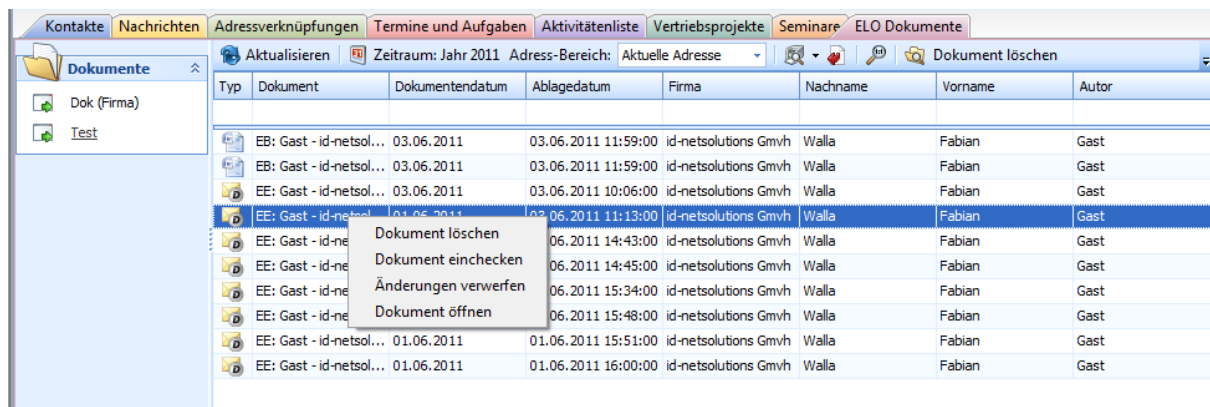 Kontakte Nachrichten Adressverknüpfungen Termine und Aufgaben Aktivitätenliste Vertriebsprojekte Seminare ELO Dokumente
Dokumente
Dok (Firma)
Test
Aktualisieren Zeitraum: Jahr 2011 Adress-Bereich: Aktuelle Adresse Dokument löschen
Typ Dokument Dokumentendatum Ablagedatum Firma Nachname Vorname Autor
EB: Gast - id-netsol... 03.06.2011 03.06.2011 11:59:00 id-netsolutions Gmvh Walla Fabian Gast
EB: Gast - id-netsol... 03.06.2011 03.06.2011 11:59:00 id-netsolutions Gmvh Walla Fabian Gast
EE: Gast - id-netsol... 03.06.2011 03.06.2011 10:06:00 id-netsolutions Gmvh Walla Fabian Gast
EE: Gast - id-netsol... 01.06.2011 03.06.2011 11:13:00 id-netsolutions Gmvh Walla Fabian Gast
EE: Gast - id-ne .06.2011 14:43:00 id-netsolutions Gmvh Walla Fabian Gast
EE: Gast - id-ne .06.2011 14:45:00 id-netsolutions Gmvh Walla Fabian Gast
EE: Gast - id-ne .06.2011 15:34:00 id-netsolutions Gmvh Walla Fabian Gast
EE: Gast - id-ne .06.2011 15:48:00 id-netsolutions Gmvh Walla Fabian Gast
EE: Gast - id-netsol... 01.06.2011 01.06.2011 15:51:00 id-netsolutions Gmvh Walla Fabian Gast
EE: Gast - id-netsol... 01.06.2011 01.06.2011 16:00:00 id-netsolutions Gmvh Walla Fabian Gast
Dokument löschen
Dokument einchecken
Änderungen verwerfen
Dokument öffnen